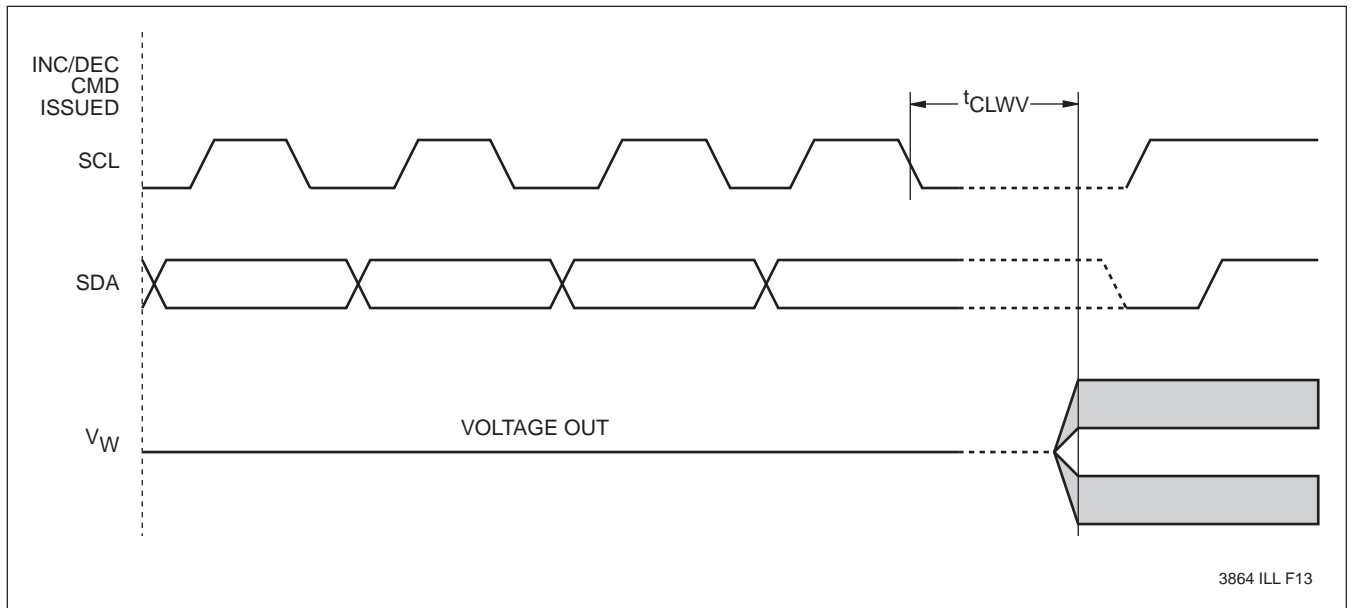 INC/DEC
CMD
ISSUED
tCLWV
SCL
SDA
VOLTAGE OUT
VW
3864 ILL F13